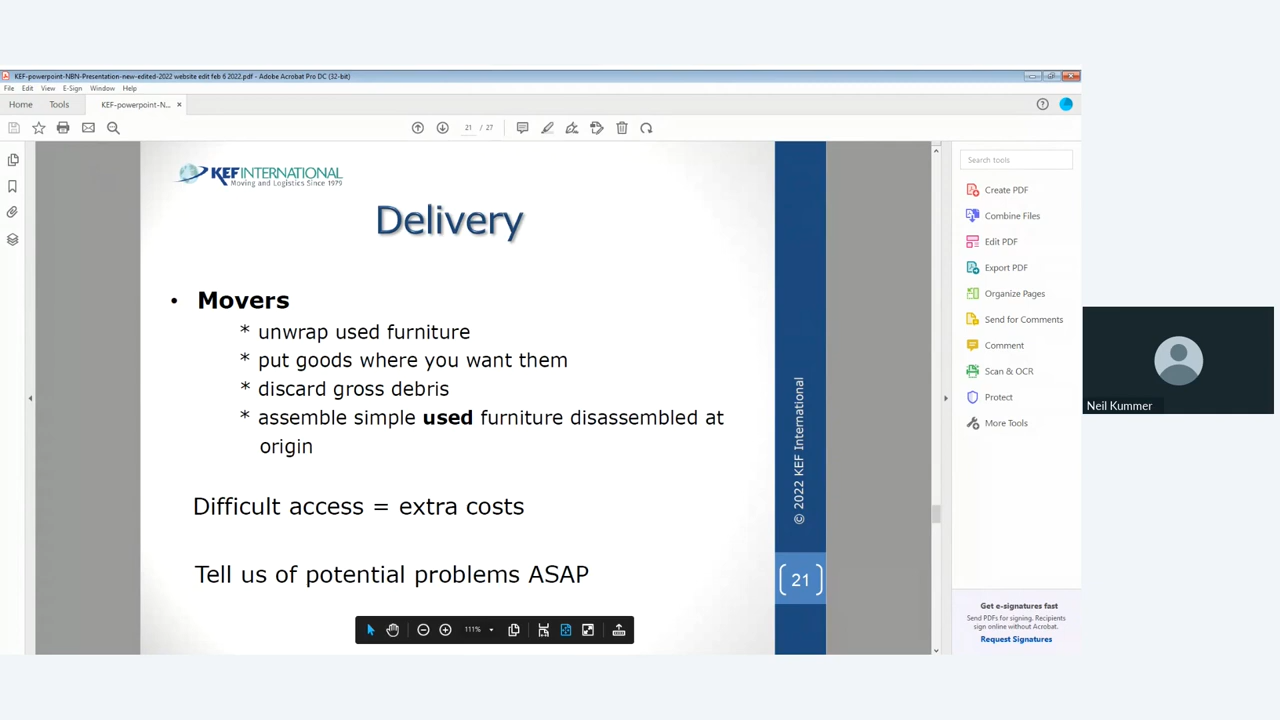 KEF-powerpoint-NBN-Presentation-new-edited-2022 website edit feb 6 2022.pdf - Adobe Acrobat Pro DC (32-bit)
File Edit View E-Sign Window Help
Home Tools KEF-powerpoint-N... ×
21 / 27
KEF INTERNATIONAL
Moving and Logistics Since 1979
Delivery
• Movers
* unwrap used furniture
* put goods where you want them
* discard gross debris
* assemble simple used furniture disassembled at
origin
Difficult access = extra costs
Tell us of potential problems ASAP
© 2022 KEF International
21
111%
Search tools
Create PDF
Combine Files
Edit PDF
Export PDF
Organize Pages
Send for Comments
Comment
Scan & OCR
Protect
More Tools
Get e-signatures fast
Send PDFs for signing. Recipients
sign online without Acrobat.
Request Signatures
Neil Kummer